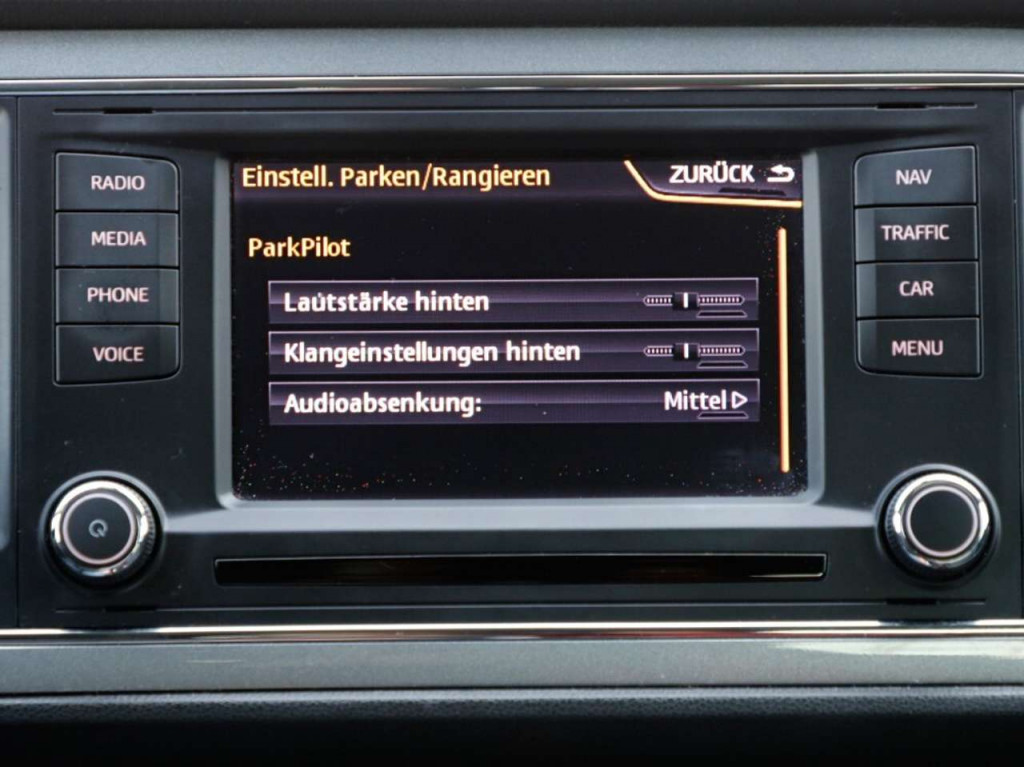 RADIO
MEDIA
PHONE
VOICE
Einstell. Parken/Rangieren
ZURÜCK
ParkPilot
Lautstärke hinten
Klangeinstellungen hinten
Audioabsenkung: Mittel
NAV
TRAFFIC
CAR
MENU